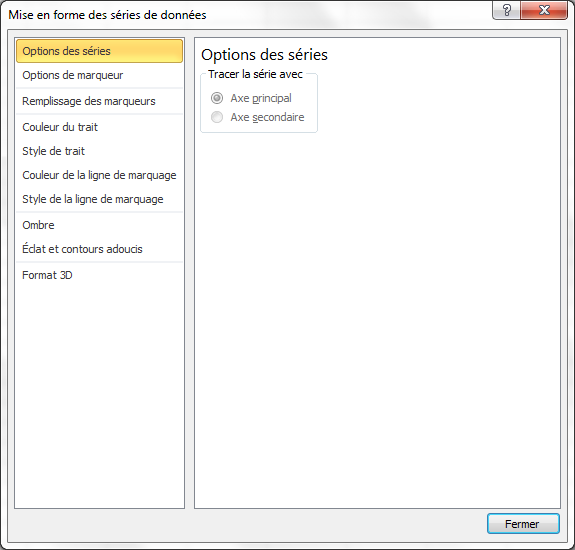 Mise en forme des séries de données
?
Options des séries
Options de marqueur
Remplissage des marqueurs
Couleur du trait
Style de trait
Couleur de la ligne de marquage
Style de la ligne de marquage
Ombre
Éclat et contours adoucis
Format 3D
Options des séries
Tracer la série avec
Axe principal
Axe secondaire
Fermer